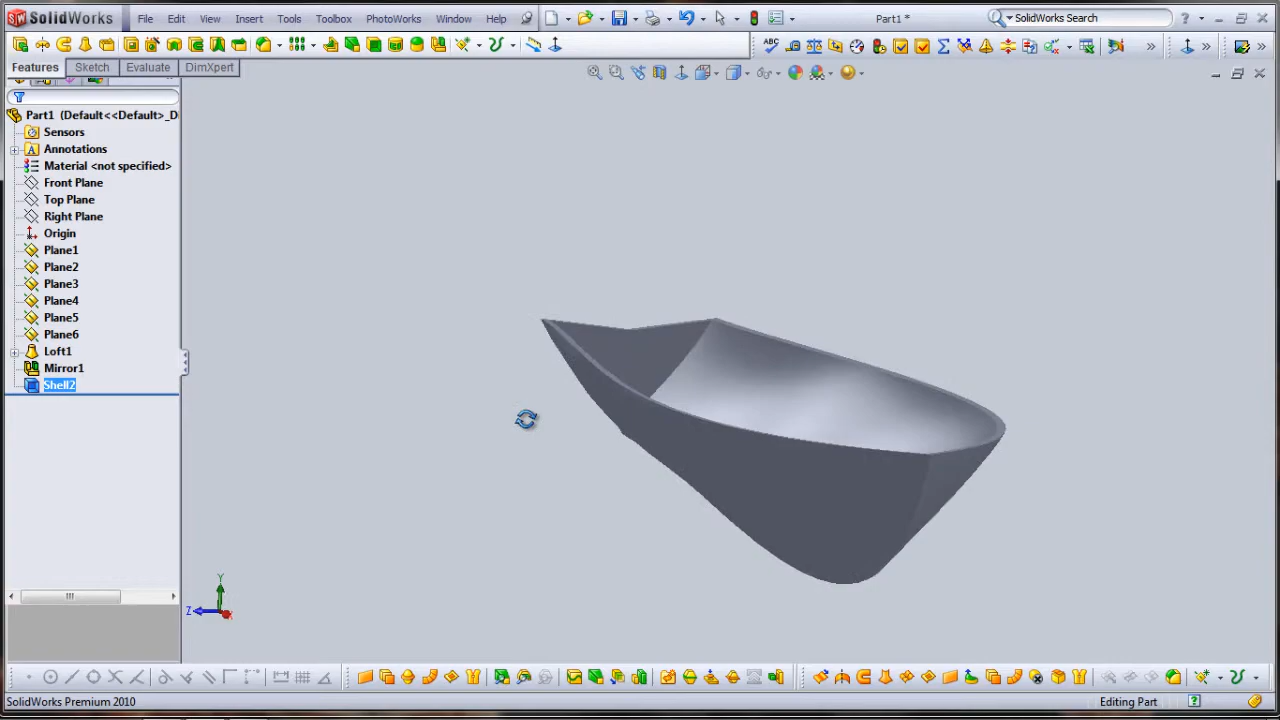 SW SolidWorks File Edit View Insert Tools Toolbox PhotoWorks Window Help Part1 * SolidWorks Search ?
ABC
Features Sketch Evaluate DimXpert
Part1 (Default<<Default>_D
Sensors
A Annotations
Material <not specified>
Front Plane
Top Plane
Right Plane
Origin
Plane1
Plane2
Plane3
Plane4
Plane5
Plane6
Loft1
Mirror1
Shell2
Y
Z
SolidWorks Premium 2010 Editing Part ?